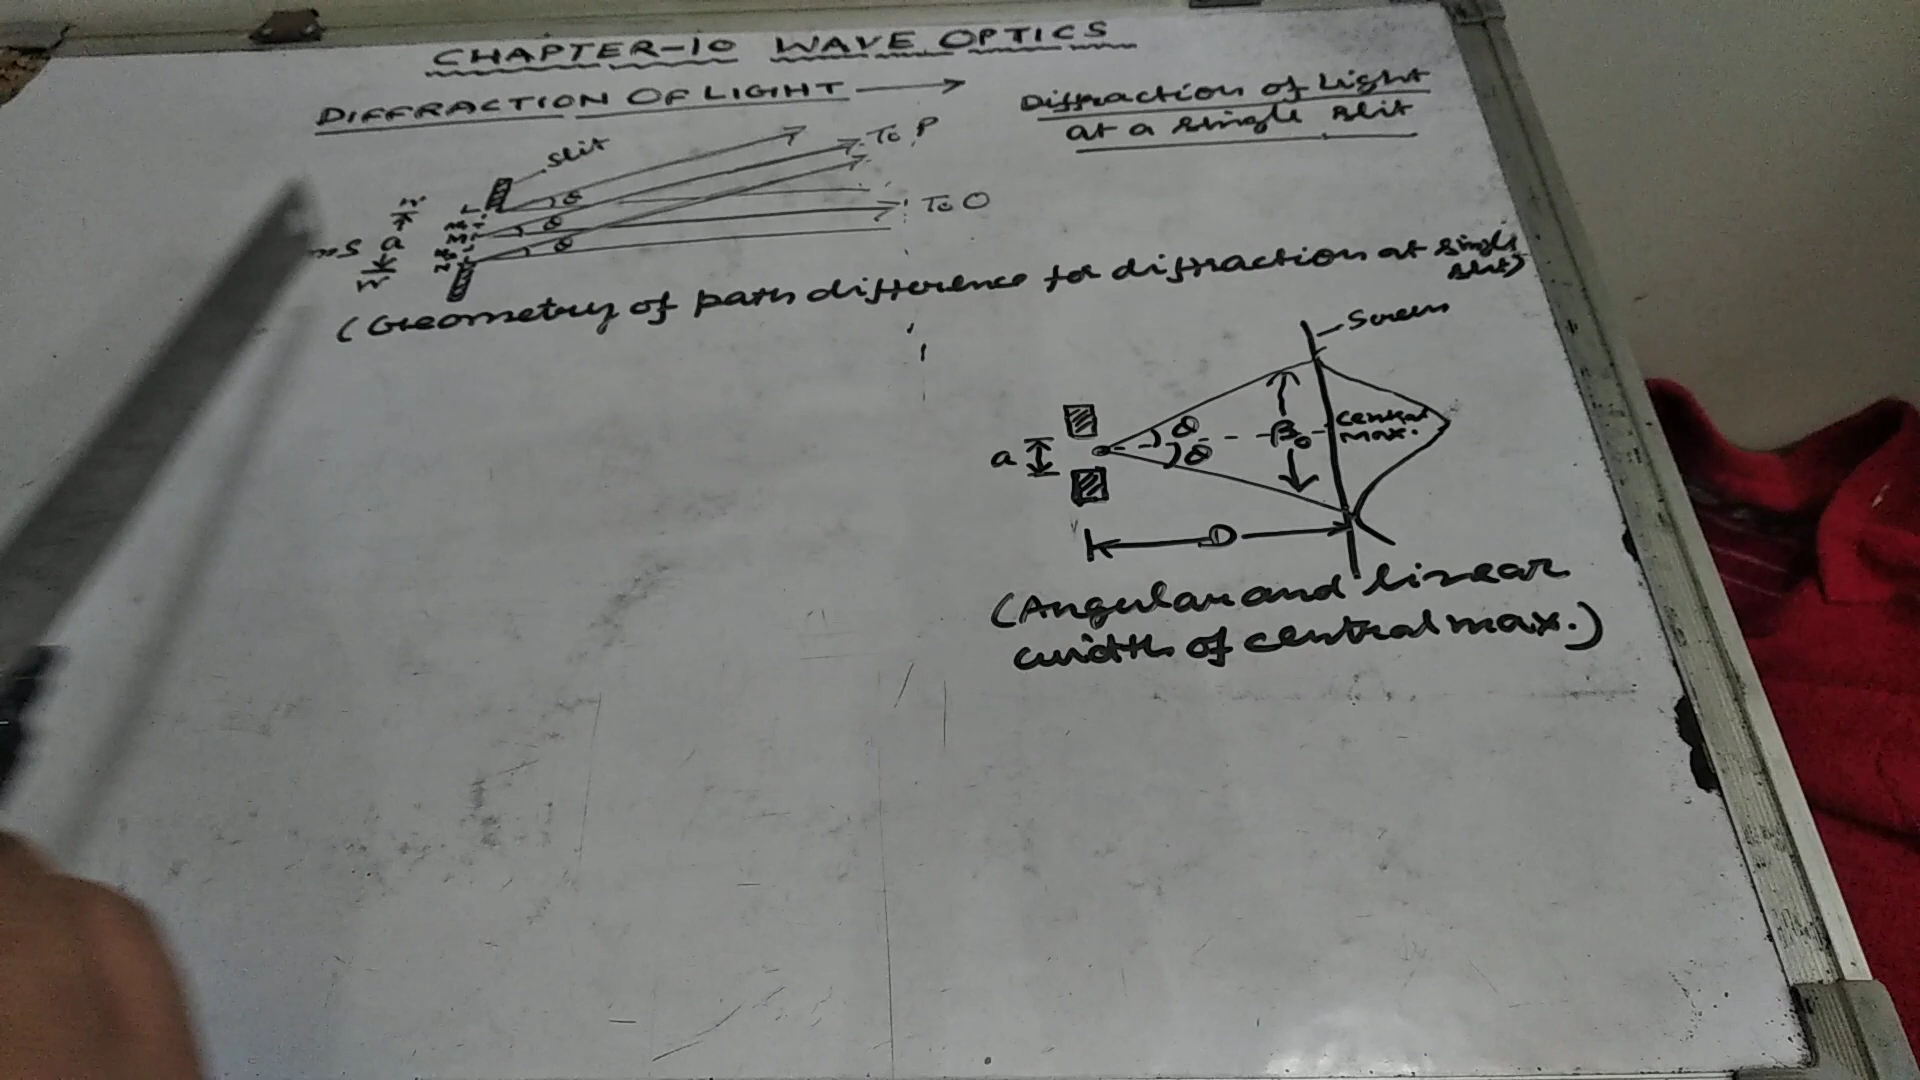 CHAPTER-10 WAVE OPTICS
DIFFRACTION OF LIGHT
Diffraction of Light
at a single slit
slit
To P
θ
θ
θ
To O
a
S
(Geometry of path difference for diffraction at single
slit)
Screen
a
θ
θ
β₀
central
max.
D
(Angular and linear
width of central max.)